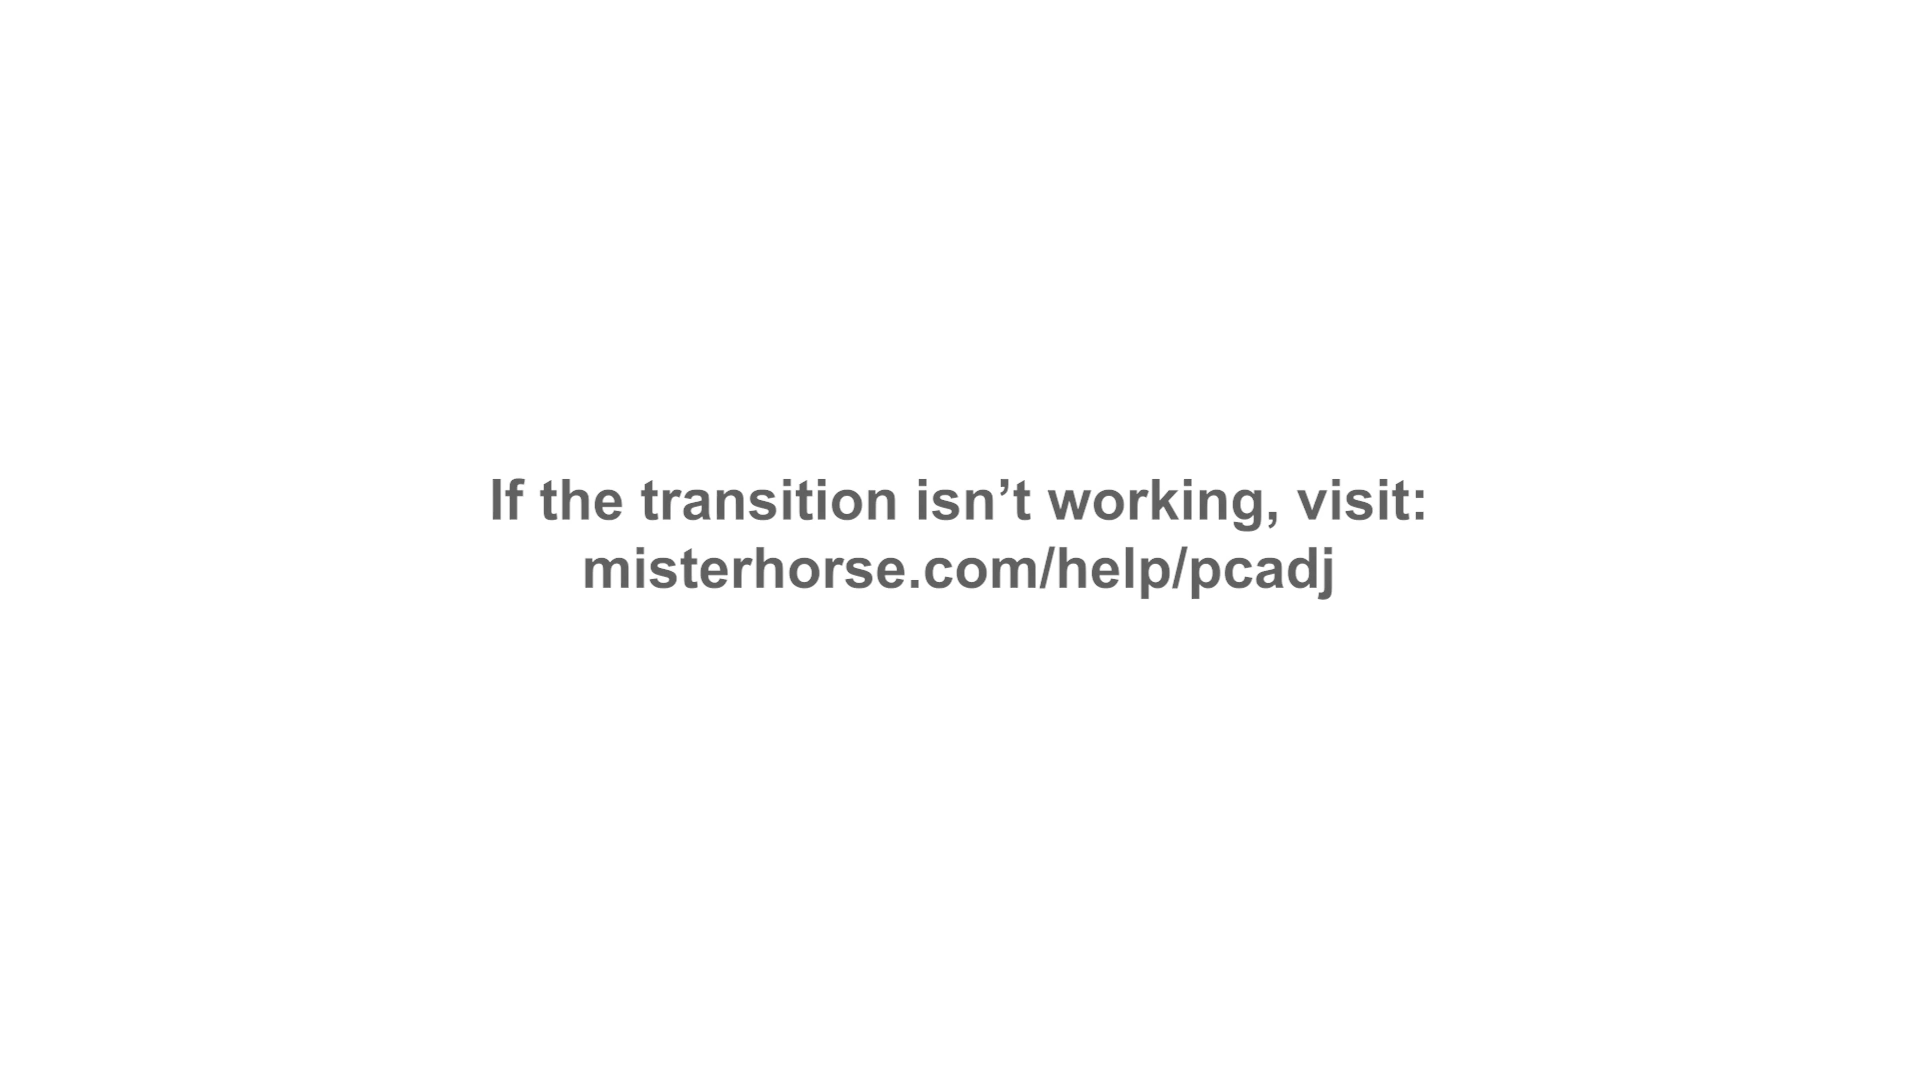 If the transition isn’t working, visit:
misterhorse.com/help/pcadj